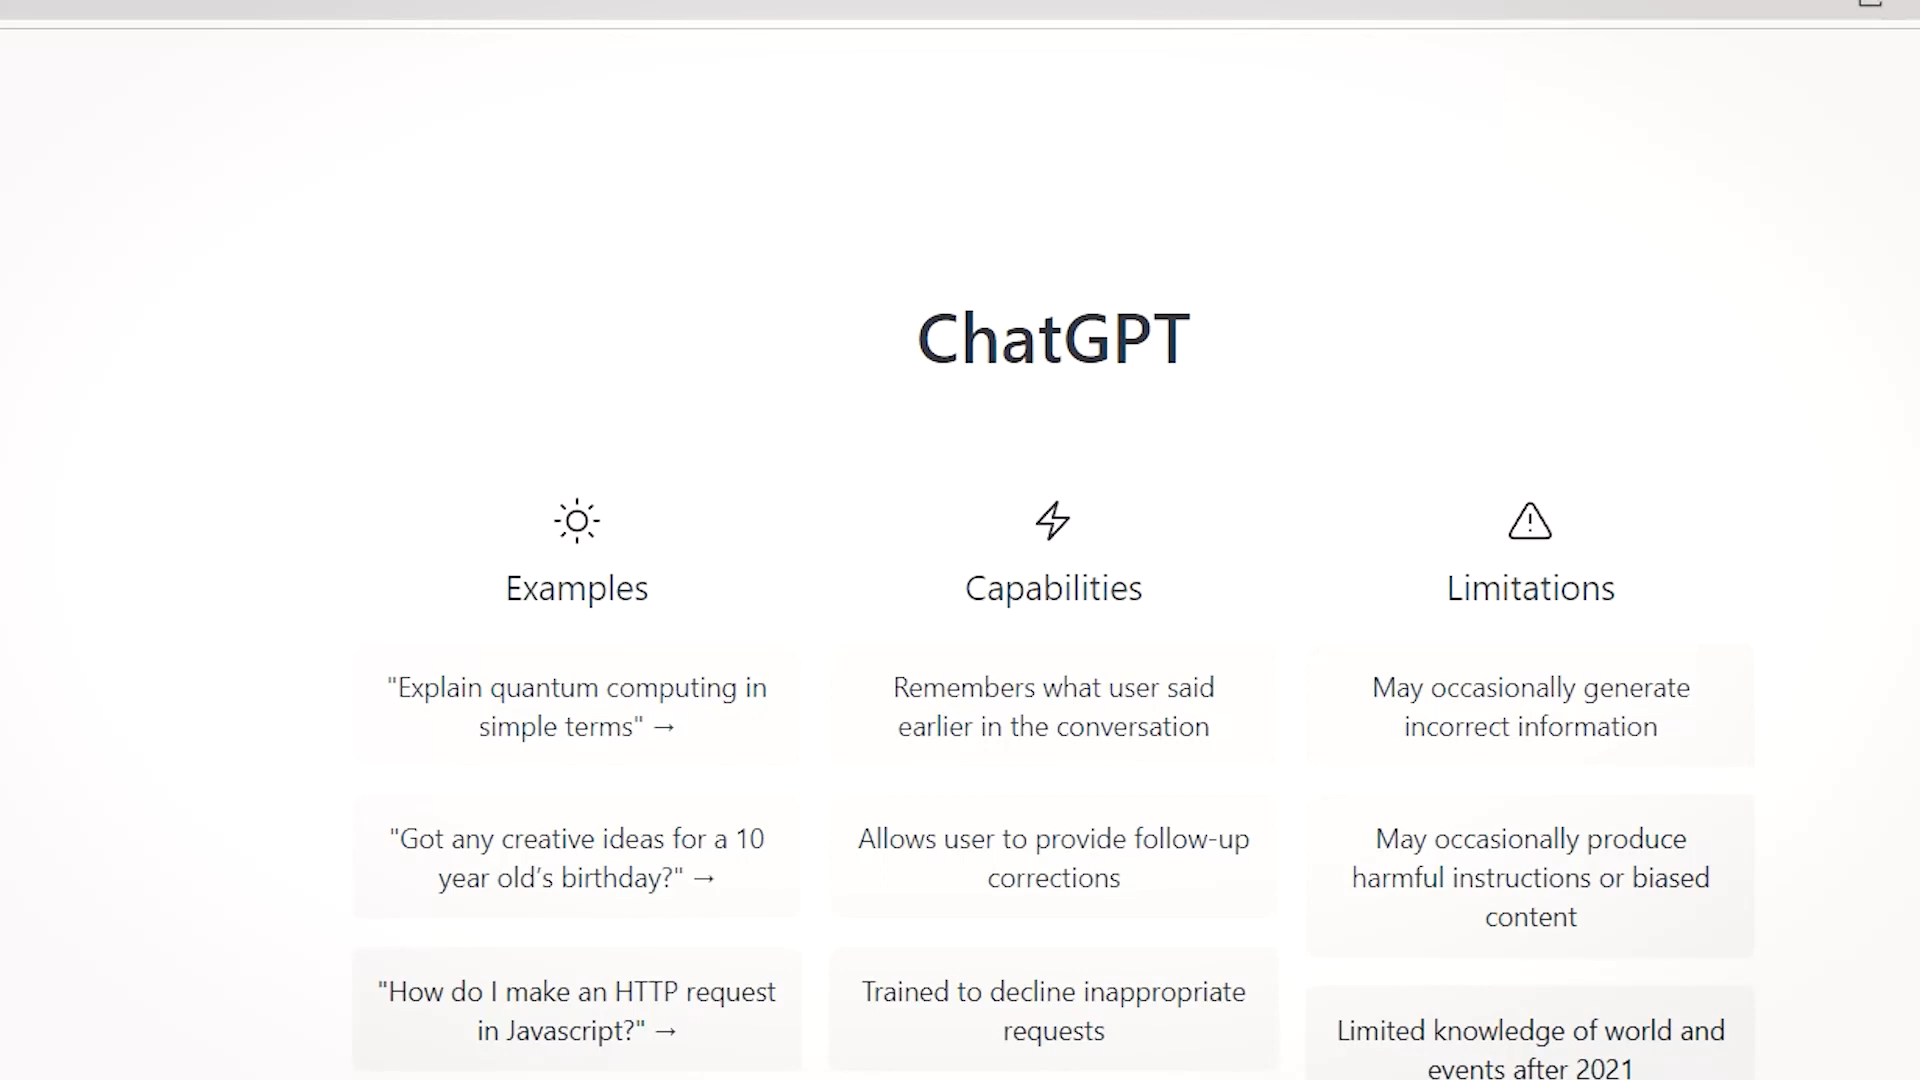 ChatGPT
Examples
"Explain quantum computing in
simple terms" →
"Got any creative ideas for a 10
year old’s birthday?" →
"How do I make an HTTP request
in Javascript?" →
Capabilities
Remembers what user said
earlier in the conversation
Allows user to provide follow-up
corrections
Trained to decline inappropriate
requests
Limitations
May occasionally generate
incorrect information
May occasionally produce
harmful instructions or biased
content
Limited knowledge of world and
events after 2021